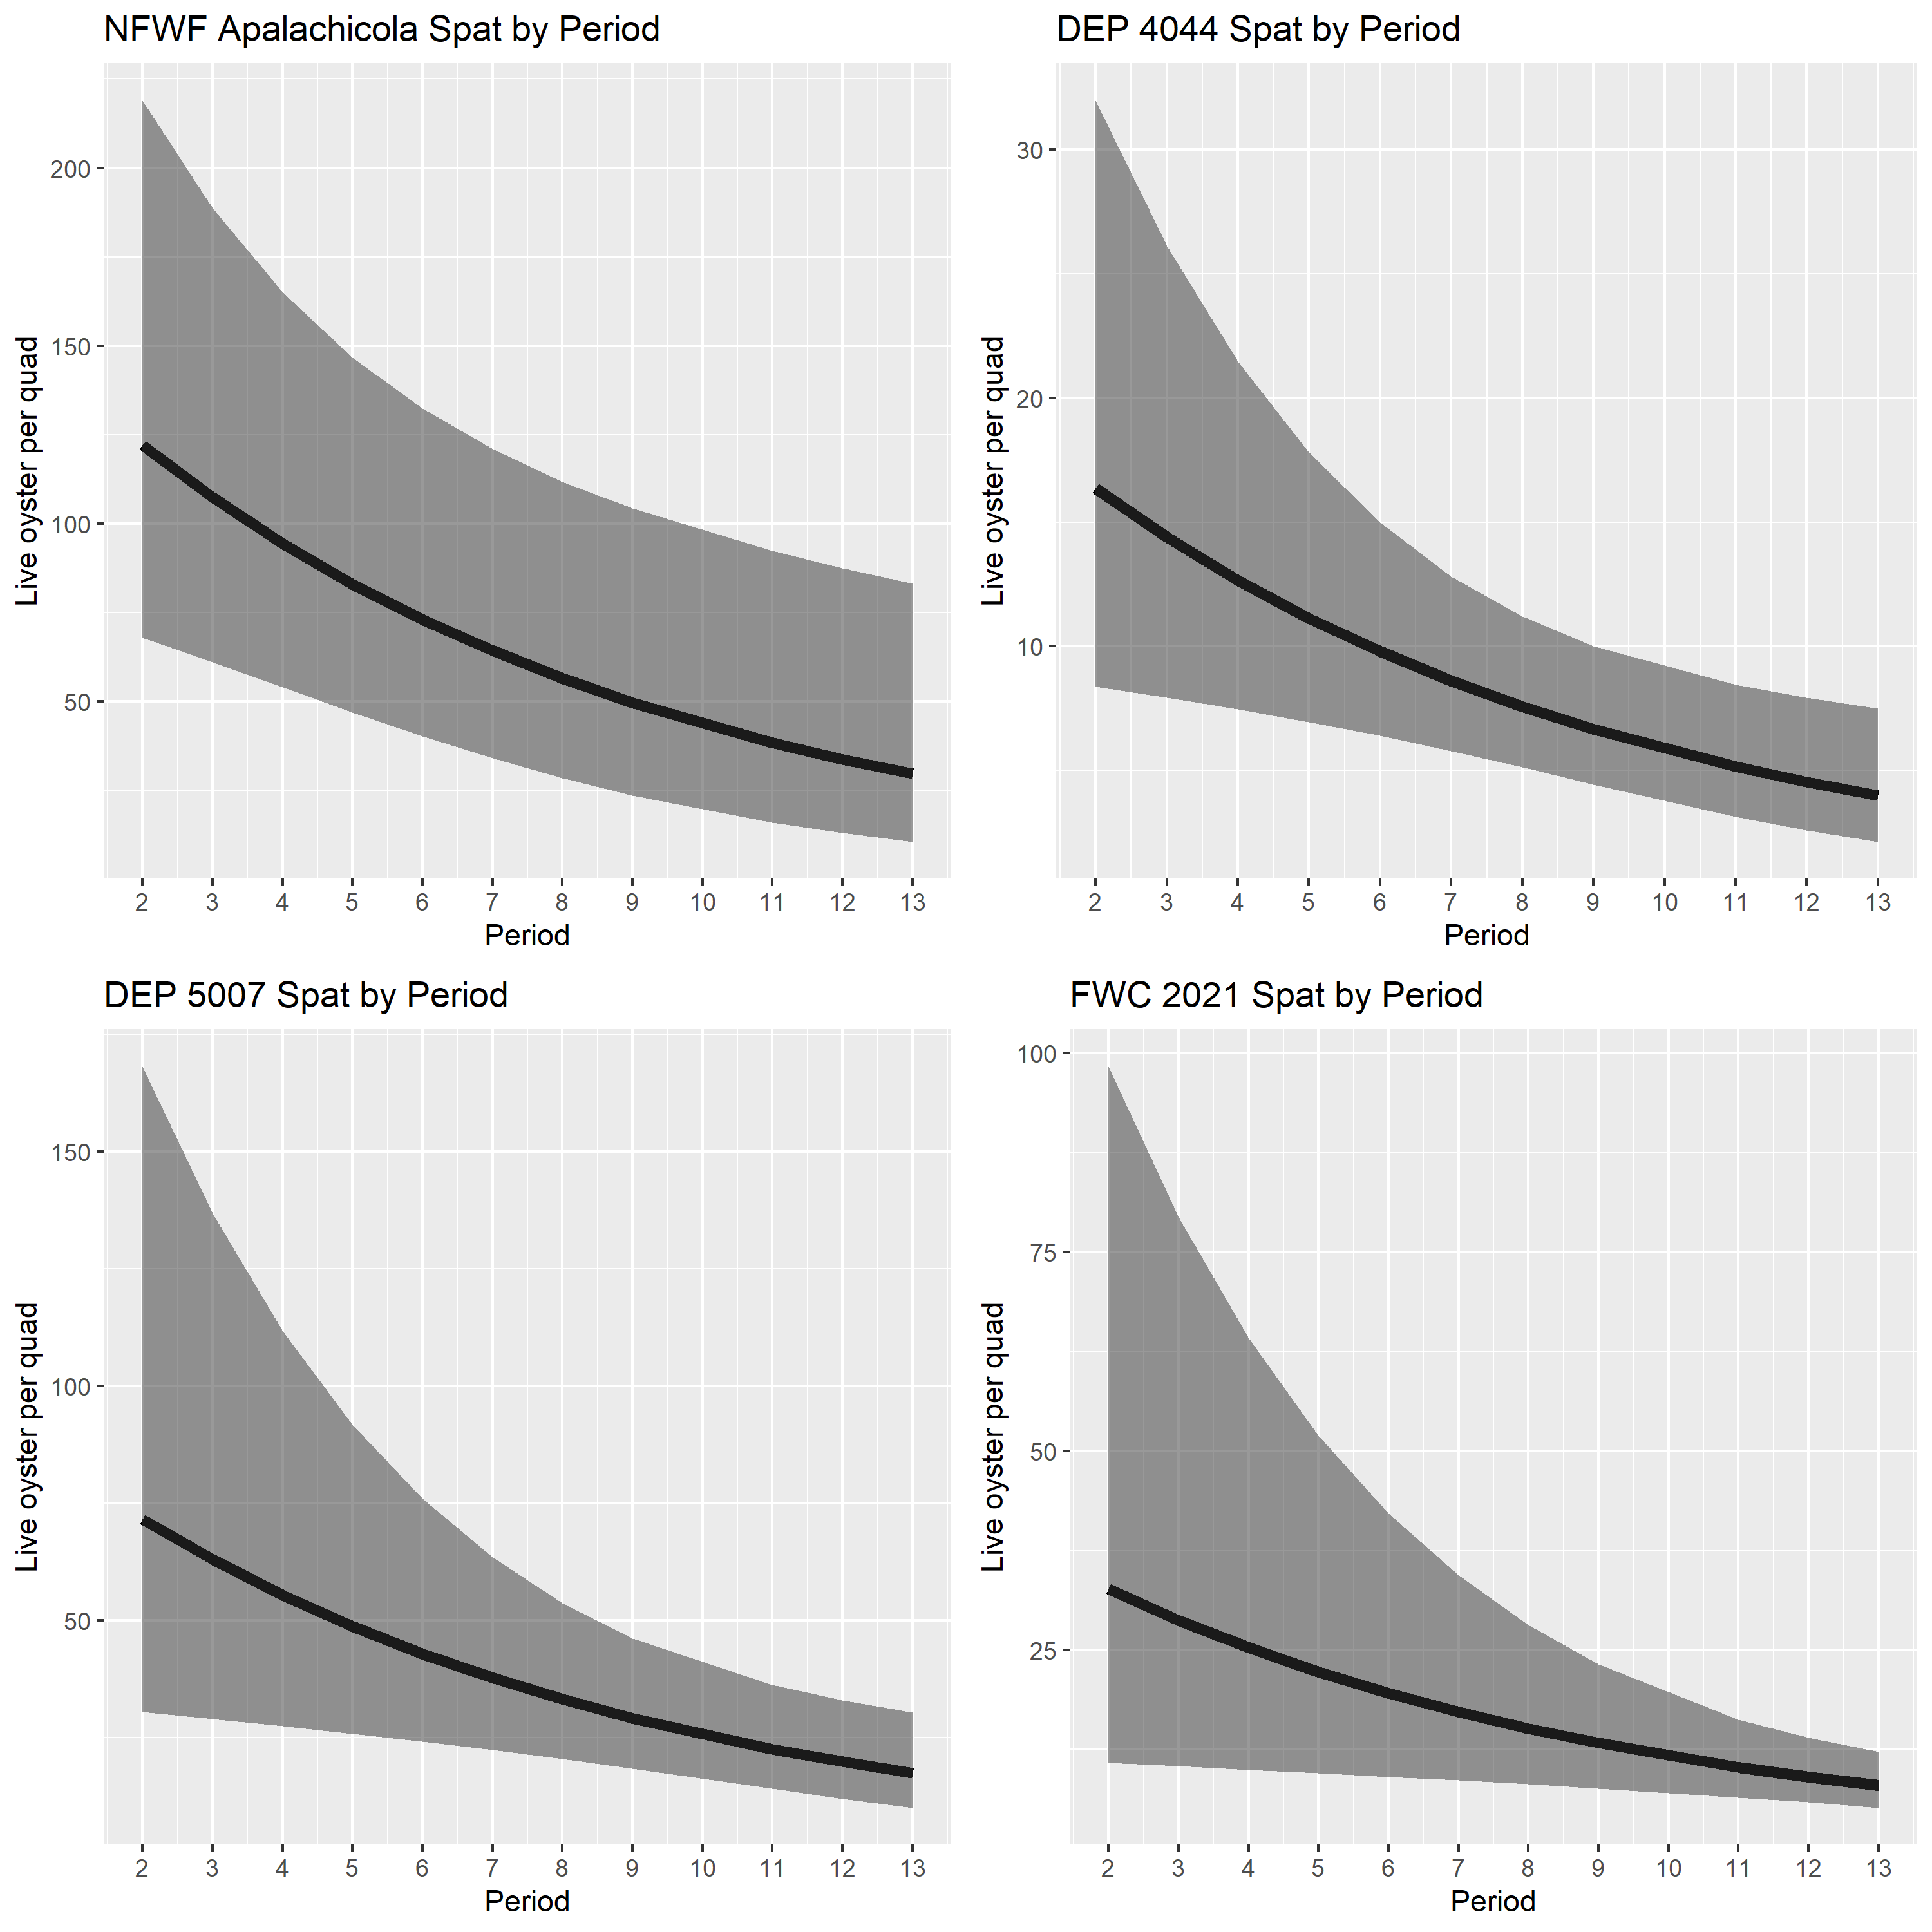 NFWF Apalachicola Spat by Period
Live oyster per quad
200
150
100
50
2 3 4 5 6 7 8 9 10 11 12 13
Period
DEP 4044 Spat by Period
Live oyster per quad
30
20
10
2 3 4 5 6 7 8 9 10 11 12 13
Period
DEP 5007 Spat by Period
Live oyster per quad
150
100
50
2 3 4 5 6 7 8 9 10 11 12 13
Period
FWC 2021 Spat by Period
Live oyster per quad
100
75
50
25
2 3 4 5 6 7 8 9 10 11 12 13
Period